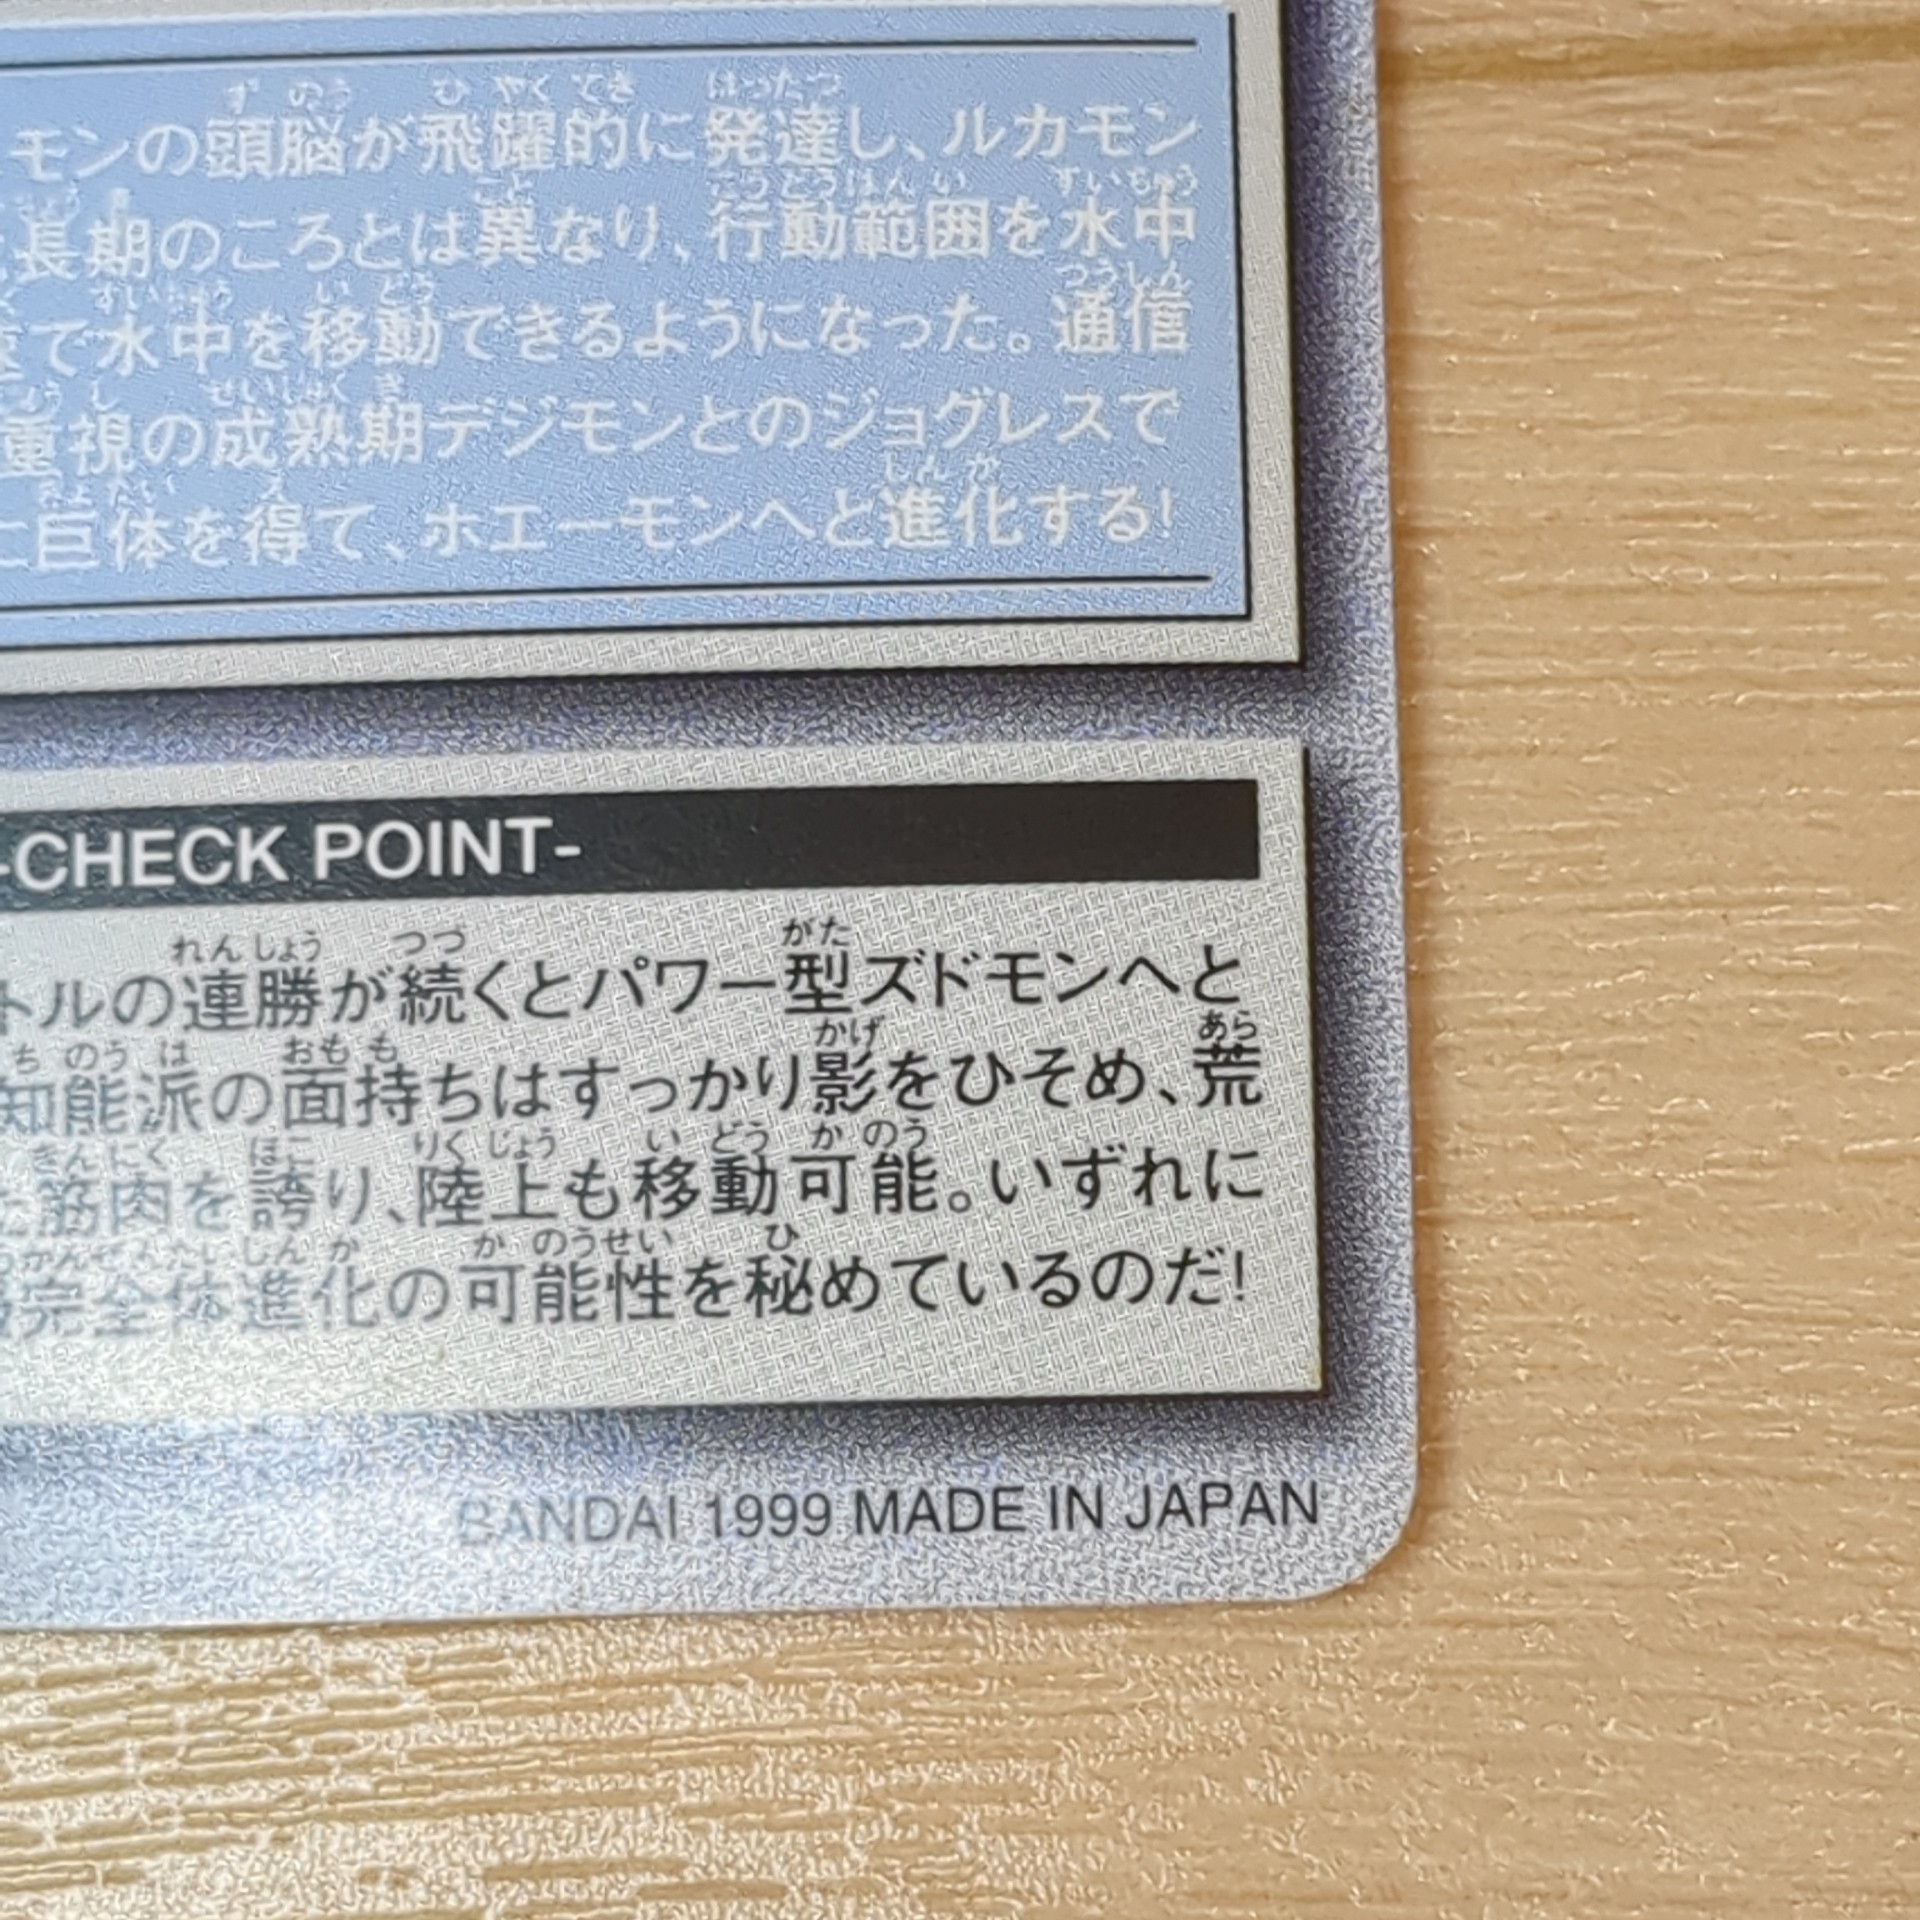 モンの頭脳が飛躍的に発達し、ルカモン
長期のころとは異なり、行動範囲を水中
で水中を移動できるようになった。通信
重視の成熟期デジモンとのジョグレスで
に巨体を得て、ホエーモンへと進化する!
-CHECK POINT-
トルの連勝が続くとパワー型ズドモンへと
知能派の面持ちはすっかり影をひそめ、荒
た筋肉を誇り、陸上も移動可能。いずれに
完全体進化の可能性を秘めているのだ!
BANDAI 1999 MADE IN JAPAN